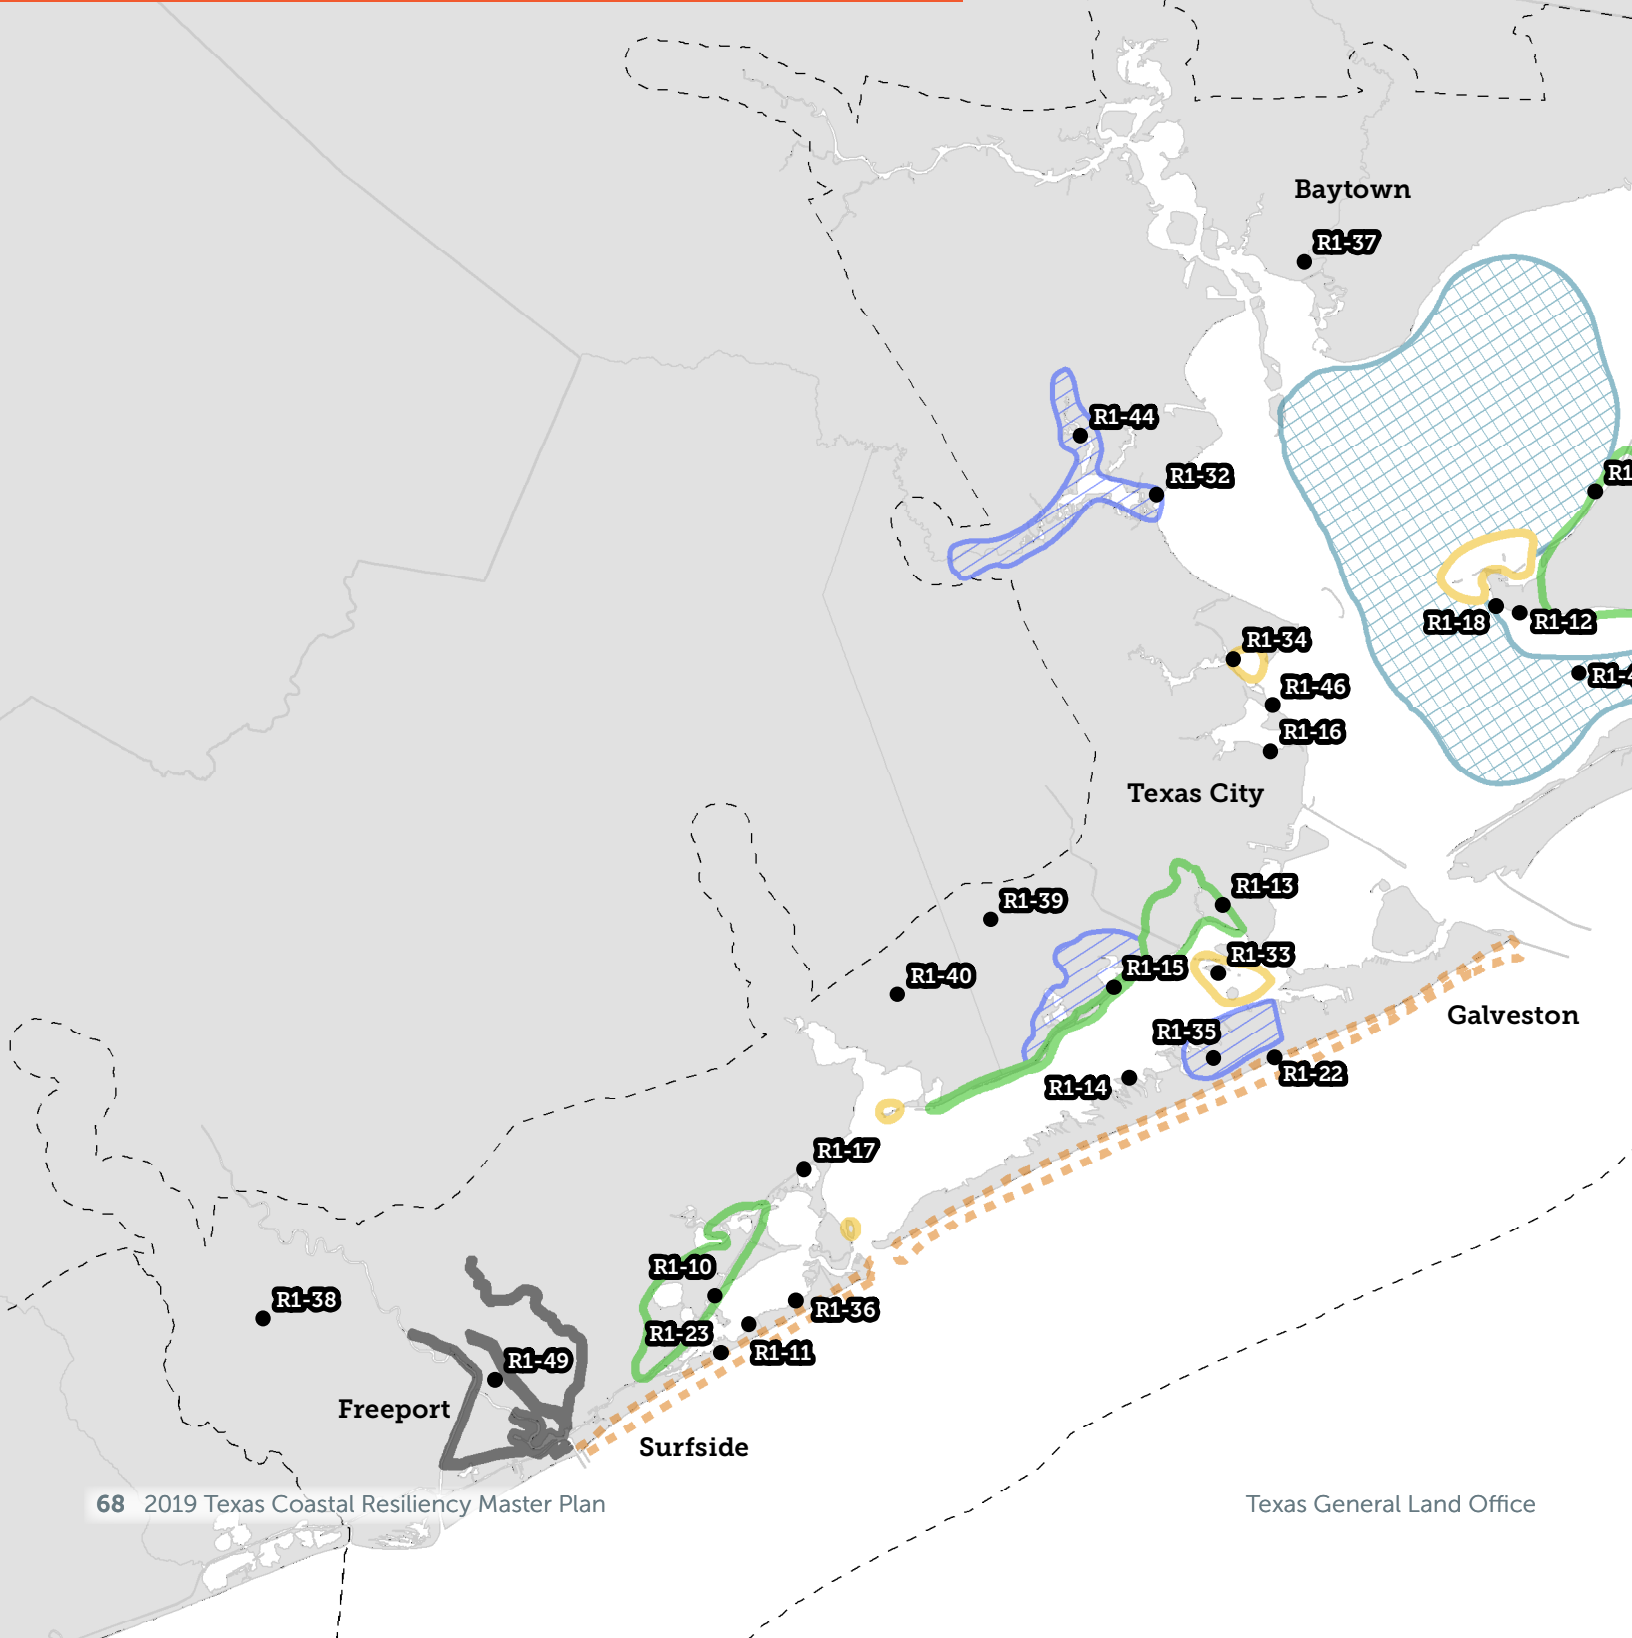 Baytown
R1-37
R1-44
R1-32
R1
R1-18
R1-12
R1-34
R1-4
R1-46
R1-16
Texas City
R1-13
R1-39
R1-33
R1-15
R1-40
Galveston
R1-35
R1-22
R1-14
R1-17
R1-10
R1-38
R1-36
R1-23
R1-11
R1-49
Freeport
Surfside
68 2019 Texas Coastal Resiliency Master Plan
Texas General Land Office